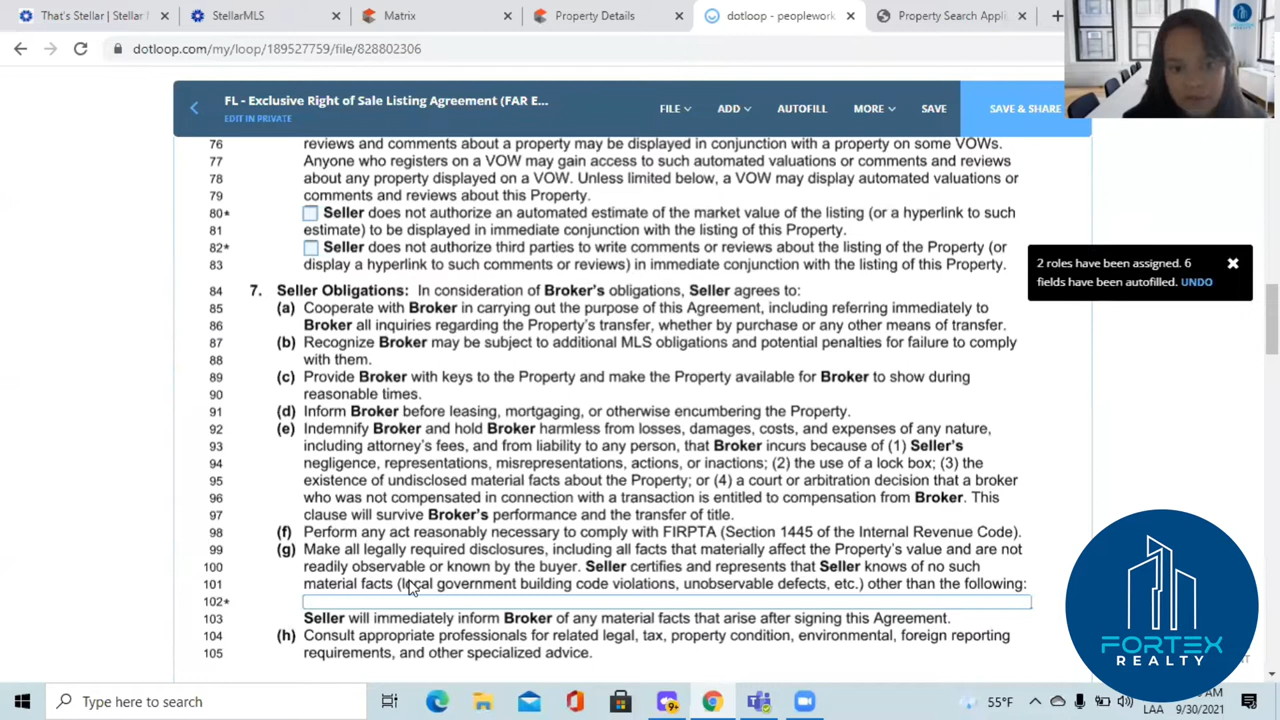 That's Stellar | Stellar M
StellarMLS
Matrix
Property Details
dotloop - peoplework
Property Search Appli
dotloop.com/my/loop/189527759/file/828802306
FL - Exclusive Right of Sale Listing Agreement (FAR E...
EDIT IN PRIVATE
FILE
ADD
AUTOFILL
MORE
SAVE
SAVE & SHARE
76 reviews and comments about a property may be displayed in conjunction with a property on some VOWs.
77 Anyone who registers on a VOW may gain access to such automated valuations or comments and reviews
78 about any property displayed on a VOW. Unless limited below, a VOW may display automated valuations or
79 comments and reviews about this Property.
80* Seller does not authorize an automated estimate of the market value of the listing (or a hyperlink to such
81 estimate) to be displayed in immediate conjunction with the listing of this Property.
82* Seller does not authorize third parties to write comments or reviews about the listing of the Property (or
83 display a hyperlink to such comments or reviews) in immediate conjunction with the listing of this Property.
2 roles have been assigned. 6
fields have been autofilled. UNDO
84 7. Seller Obligations: In consideration of Broker's obligations, Seller agrees to:
85 (a) Cooperate with Broker in carrying out the purpose of this Agreement, including referring immediately to
86 Broker all inquiries regarding the Property's transfer, whether by purchase or any other means of transfer.
87 (b) Recognize Broker may be subject to additional MLS obligations and potential penalties for failure to comply
88 with them.
89 (c) Provide Broker with keys to the Property and make the Property available for Broker to show during
90 reasonable times.
91 (d) Inform Broker before leasing, mortgaging, or otherwise encumbering the Property.
92 (e) Indemnify Broker and hold Broker harmless from losses, damages, costs, and expenses of any nature,
93 including attorney's fees, and from liability to any person, that Broker incurs because of (1) Seller's
94 negligence, representations, misrepresentations, actions, or inactions; (2) the use of a lock box; (3) the
95 existence of undisclosed material facts about the Property; or (4) a court or arbitration decision that a broker
96 who was not compensated in connection with a transaction is entitled to compensation from Broker. This
97 clause will survive Broker's performance and the transfer of title.
98 (f) Perform any act reasonably necessary to comply with FIRPTA (Section 1445 of the Internal Revenue Code).
99 (g) Make all legally required disclosures, including all facts that materially affect the Property's value and are not
100 readily observable or known by the buyer. Seller certifies and represents that Seller knows of no such
101 material facts (local government building code violations, unobservable defects, etc.) other than the following:
102*
103 Seller will immediately inform Broker of any material facts that arise after signing this Agreement.
104 (h) Consult appropriate professionals for related legal, tax, property condition, environmental, foreign reporting
105 requirements, and other specialized advice.
FORTEX
REALTY
Type here to search
9+
55°F
LAA
AM
9/30/2021